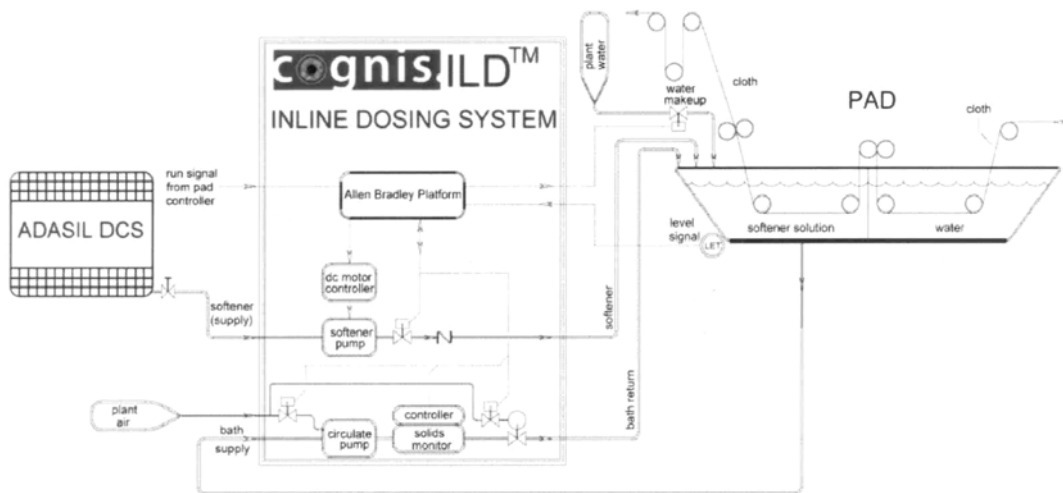 cognis.ILD™
INLINE DOSING SYSTEM
plant
water
water
makeup
cloth
PAD
cloth
run signal
from pad
controller
Allen Bradley Platform
ADASIL DCS
level
signal
LET
softener solution
water
dc motor
controller
softener
(supply)
softener
pump
softener
bath return
plant
air
controller
bath
supply
circulate
pump
solids
monitor